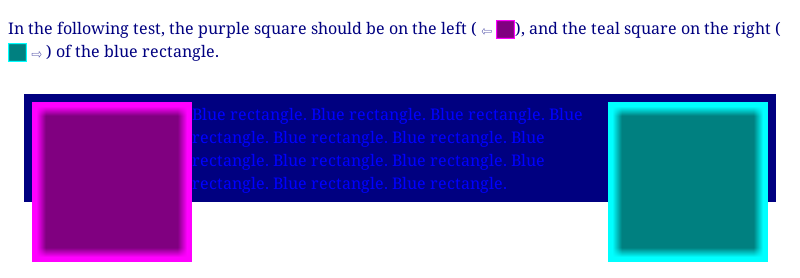 In the following test, the purple square should be on the left ( ⇦ ), and the teal square on the right (
⇨ ) of the blue rectangle.
Blue rectangle. Blue rectangle. Blue rectangle. Blue
rectangle. Blue rectangle. Blue rectangle. Blue
rectangle. Blue rectangle. Blue rectangle. Blue
rectangle. Blue rectangle. Blue rectangle.